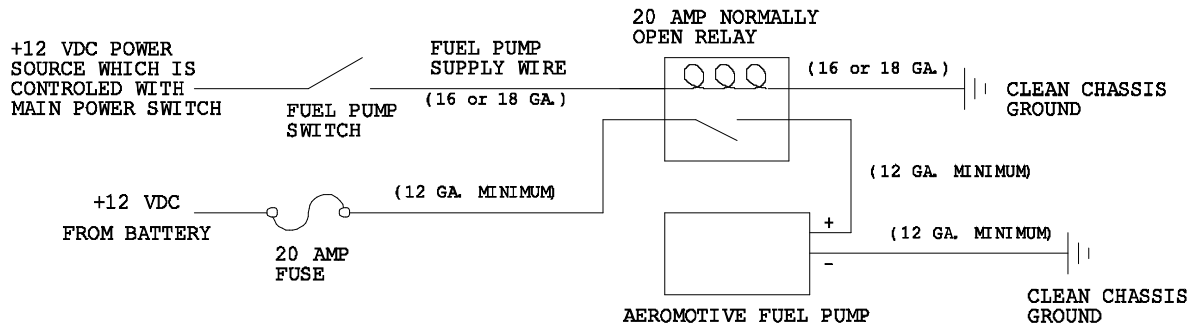 +12 VDC POWER
SOURCE WHICH IS
CONTROLED WITH
MAIN POWER SWITCH
FUEL PUMP
SWITCH
FUEL PUMP
SUPPLY WIRE
(16 or 18 GA.)
20 AMP NORMALLY
OPEN RELAY
(16 or 18 GA.)
CLEAN CHASSIS
GROUND
+12 VDC
FROM BATTERY
20 AMP
FUSE
(12 GA. MINIMUM)
(12 GA. MINIMUM)
+
-
(12 GA. MINIMUM)
AEROMOTIVE FUEL PUMP
CLEAN CHASSIS
GROUND